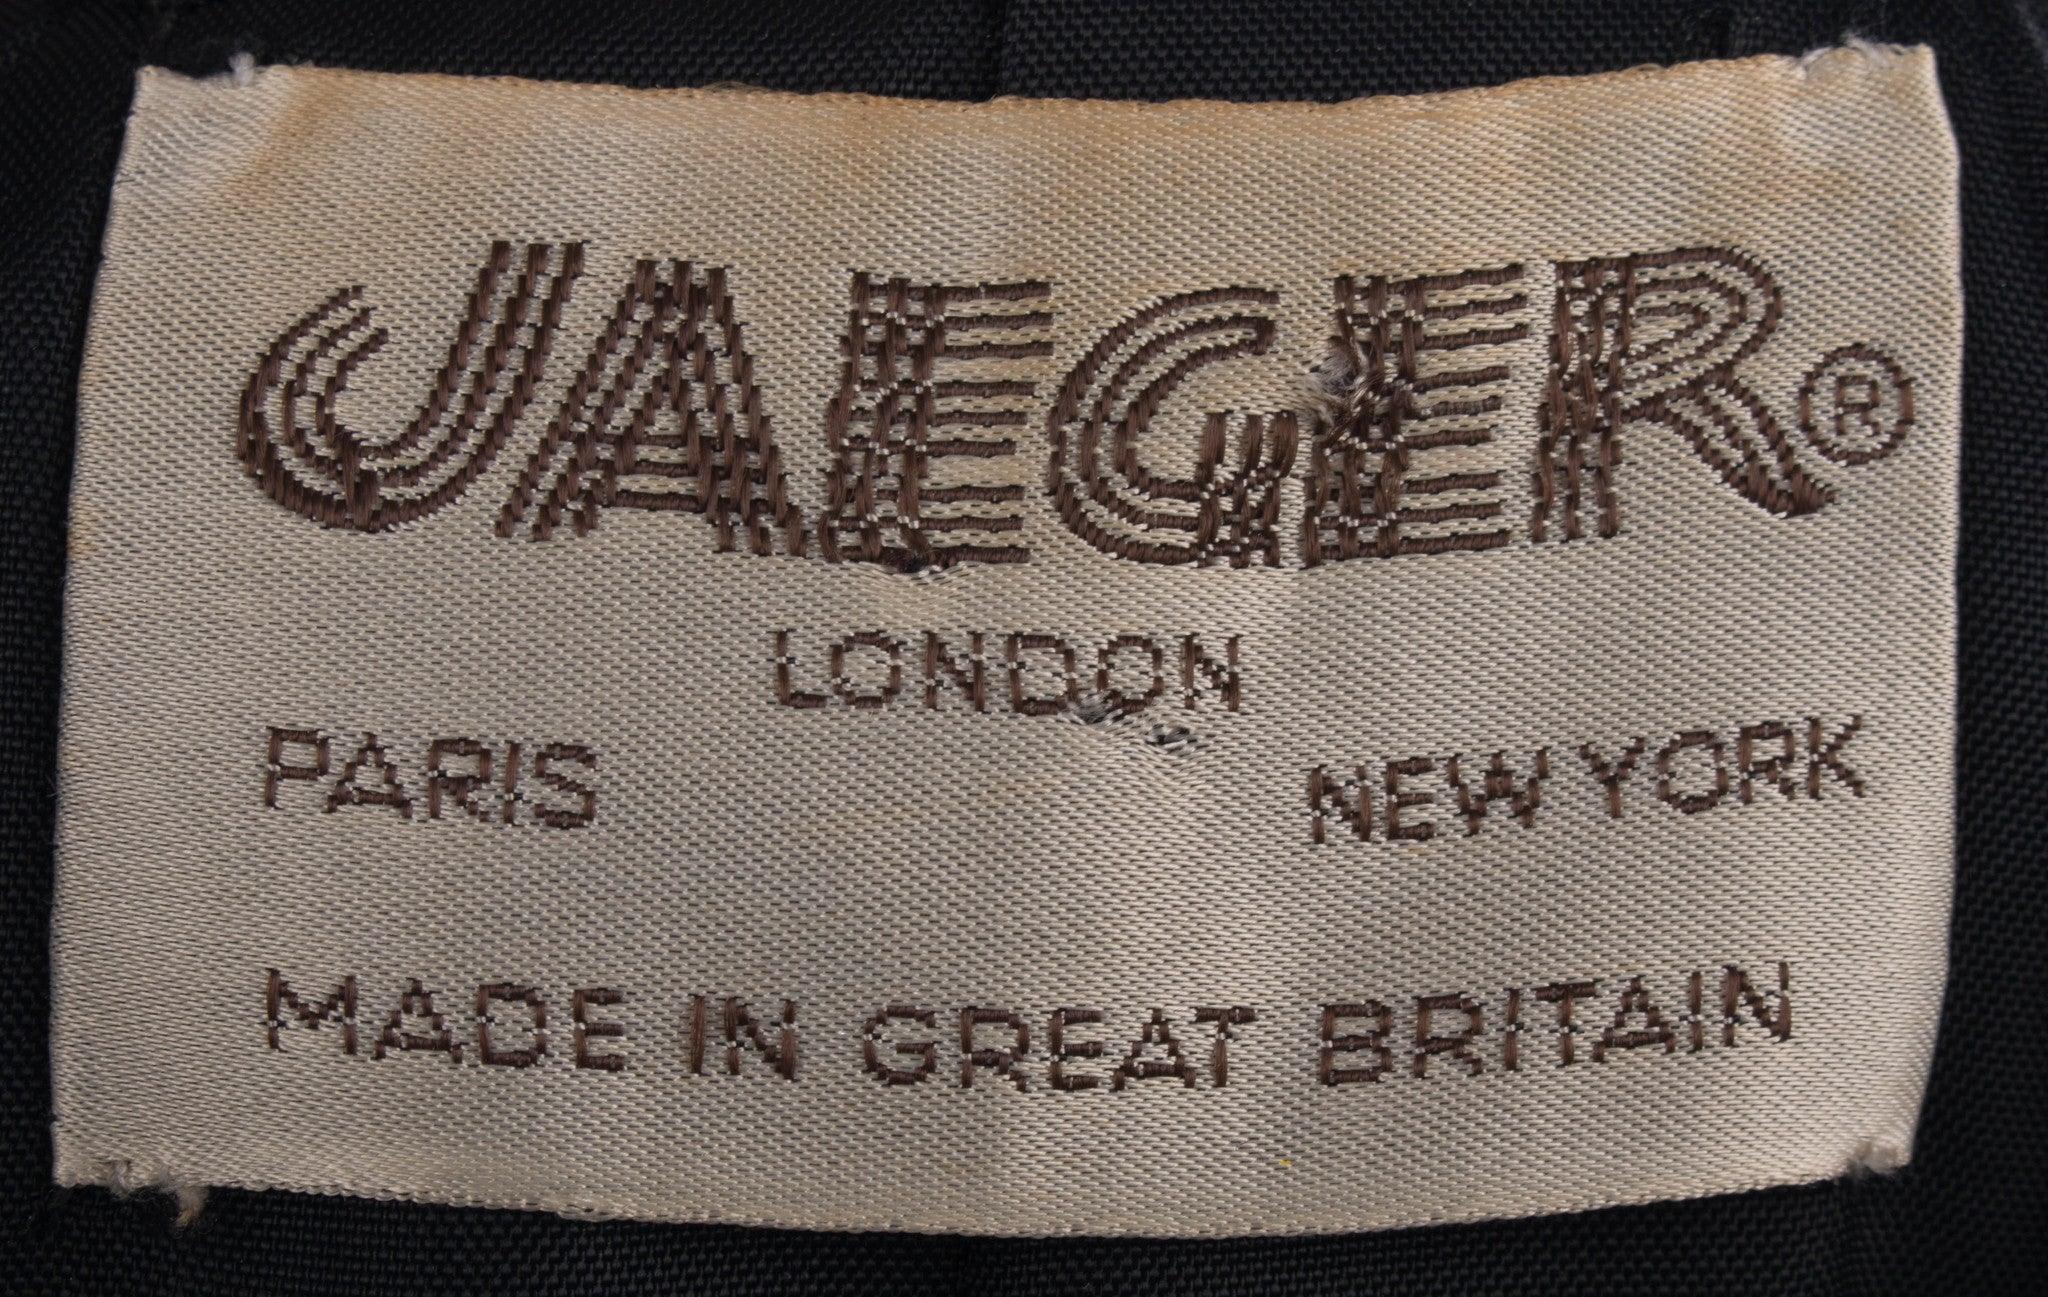 JAEGER®
LONDON
PARIS NEW YORK
MADE IN GREAT BRITAIN